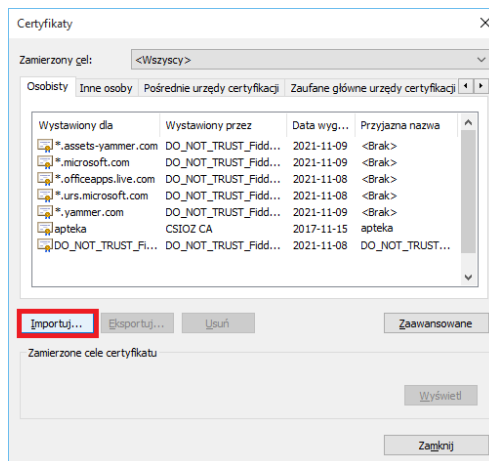 Certyfikaty
Zamierzony cel: <Wszyscy>
Osobisty Inne osoby Pośrednie urzędy certyfikacji Zaufane główne urzędy certyfikacji
Wystawiony dla Wystawiony przez Data wyg... Przyjazna nazwa
*.assets-yammer.com DO_NOT_TRUST_Fidd... 2021-11-09 <Brak>
*.microsoft.com DO_NOT_TRUST_Fidd... 2021-11-09 <Brak>
*.officeapps.live.com DO_NOT_TRUST_Fidd... 2021-11-08 <Brak>
*.urs.microsoft.com DO_NOT_TRUST_Fidd... 2021-11-08 <Brak>
*.yammer.com DO_NOT_TRUST_Fidd... 2021-11-09 <Brak>
apteka CSIOZ CA 2017-11-15 apteka
DO_NOT_TRUST_Fi... DO_NOT_TRUST_Fidd... 2021-11-08 DO_NOT_TRUST...
Importuj... Eksportuj... Usuń Zaawansowane
Zamierzone cele certyfikatu
Wyświetl
Zamknij